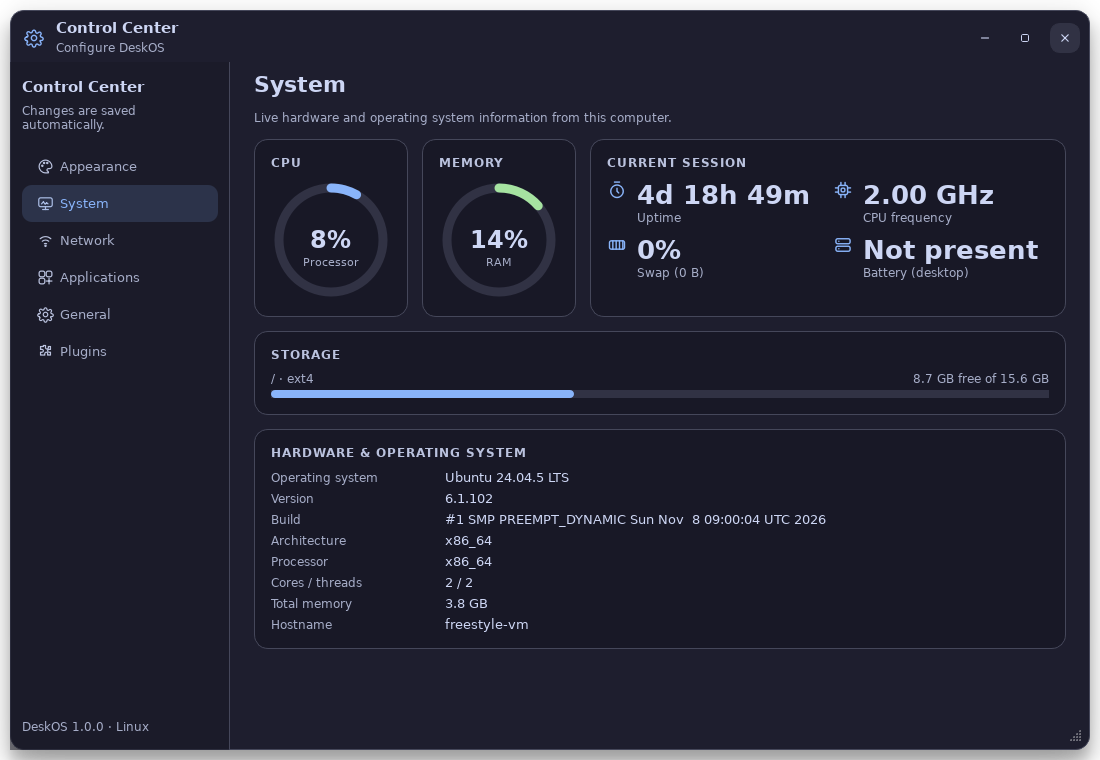 Control Center
Configure DeskOS
Control Center
Changes are saved
automatically.
Appearance
System
Network
Applications
General
Plugins
DeskOS 1.0.0 · Linux
System
Live hardware and operating system information from this computer.
CPU
8%
Processor
MEMORY
14%
RAM
CURRENT SESSION
4d 18h 49m
Uptime
2.00 GHz
CPU frequency
0%
Swap (0 B)
Not present
Battery (desktop)
STORAGE
/ · ext4 8.7 GB free of 15.6 GB
HARDWARE & OPERATING SYSTEM
Operating system Ubuntu 24.04.5 LTS
Version 6.1.102
Build #1 SMP PREEMPT_DYNAMIC Sun Nov  8 09:00:04 UTC 2026
Architecture x86_64
Processor x86_64
Cores / threads 2 / 2
Total memory 3.8 GB
Hostname freestyle-vm